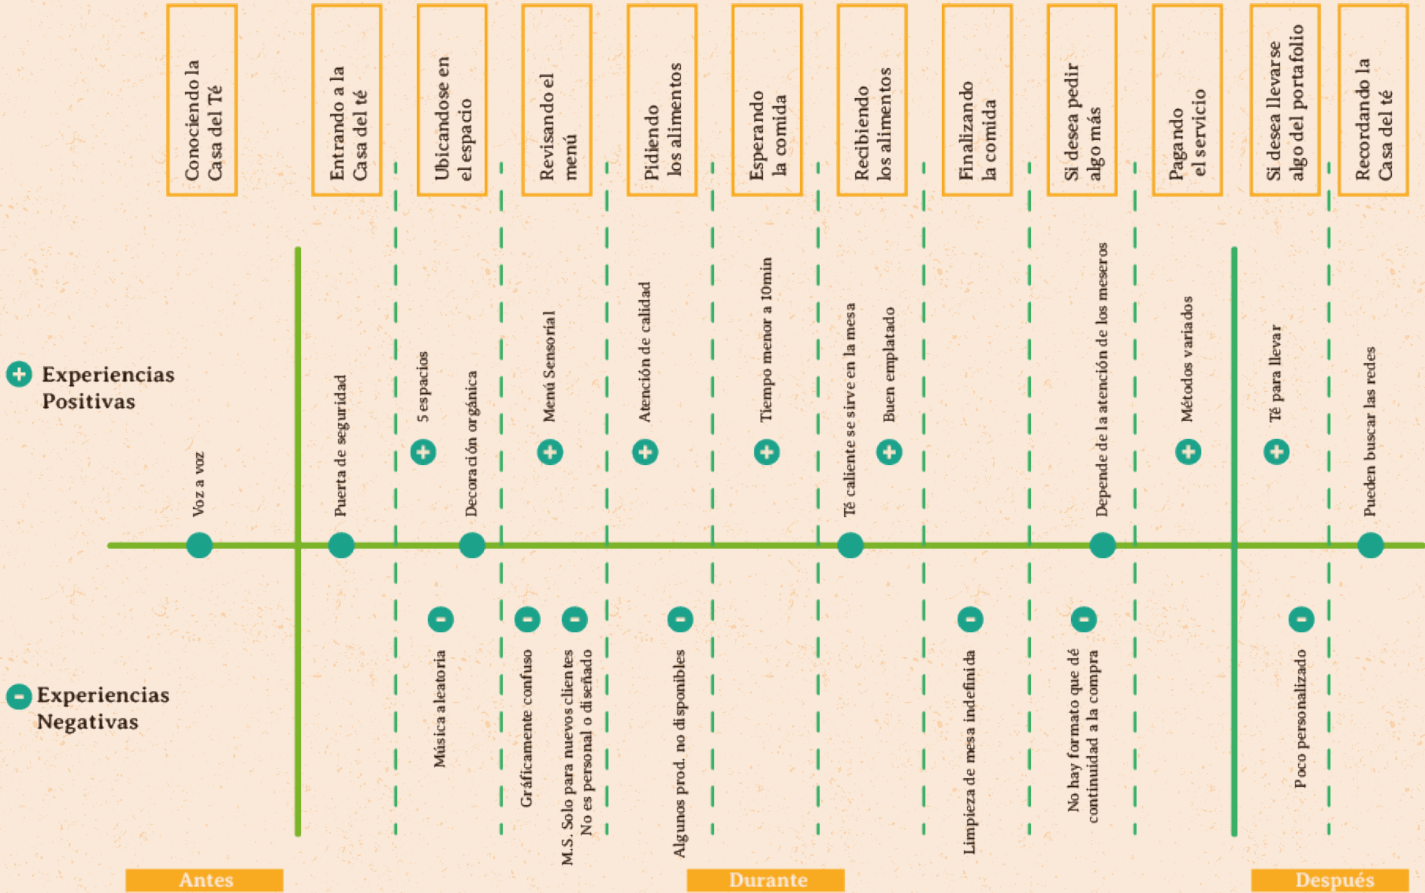 Conociendo la
Casa del Té
Entrando a la
Casa del té
Ubicandose en
el espacio
Revisando el
menú
Pidiendo
los alimentos
Esperando
la comida
Recibiendo
los alimentos
Finalizando
la comida
Si desea pedir
algo más
Pagando
el servicio
Si desea llevarse
algo del portafolio
Recordando la
Casa del té
+ Experiencias
Positivas
Voz a voz
Puerta de seguridad
+ 5 espacios
Decoración orgánica
+ Menú Sensorial
+ Atención de calidad
+ Tiempo menor a 10min
Té caliente se sirve en la mesa
+ Buen emplatado
Depende de la atención de los meseros
+ Métodos variados
+ Té para llevar
Pueden buscar las redes
- Experiencias
Negativas
- Música aleatoria
- Gráficamente confuso
- M.S. Solo para nuevos clientes
No es personal o diseñado
- Algunos prod. no disponibles
- Limpieza de mesa indefinida
- No hay formato que dé
continuidad a la compra
- Poco personalizado
Antes
Durante
Después